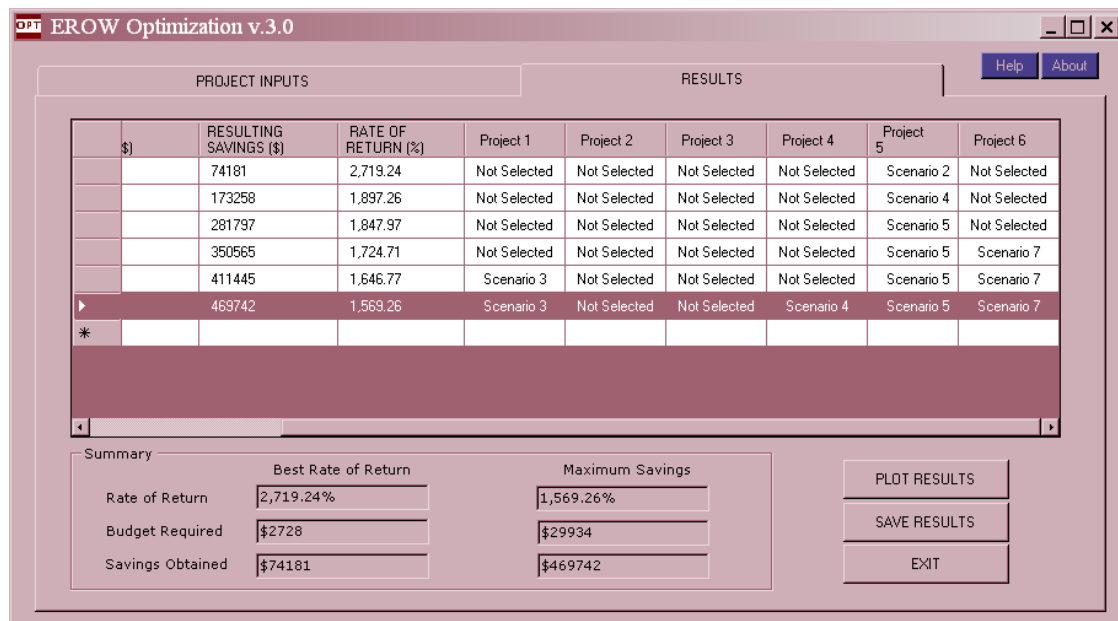 OPT EROW Optimization v.3.0
Help About
PROJECT INPUTS RESULTS
$) RESULTING SAVINGS ($) RATE OF RETURN (%) Project 1 Project 2 Project 3 Project 4 Project 5 Project 6
74181 2,719.24 Not Selected Not Selected Not Selected Not Selected Scenario 2 Not Selected
173258 1,897.26 Not Selected Not Selected Not Selected Not Selected Scenario 4 Not Selected
281797 1,847.97 Not Selected Not Selected Not Selected Not Selected Scenario 5 Not Selected
350565 1,724.71 Not Selected Not Selected Not Selected Not Selected Scenario 5 Scenario 7
411445 1,646.77 Scenario 3 Not Selected Not Selected Not Selected Scenario 5 Scenario 7
469742 1,569.26 Scenario 3 Not Selected Not Selected Scenario 4 Scenario 5 Scenario 7
Summary
Best Rate of Return Maximum Savings
Rate of Return 2,719.24% 1,569.26%
Budget Required $2728 $29934
Savings Obtained $74181 $469742
PLOT RESULTS
SAVE RESULTS
EXIT